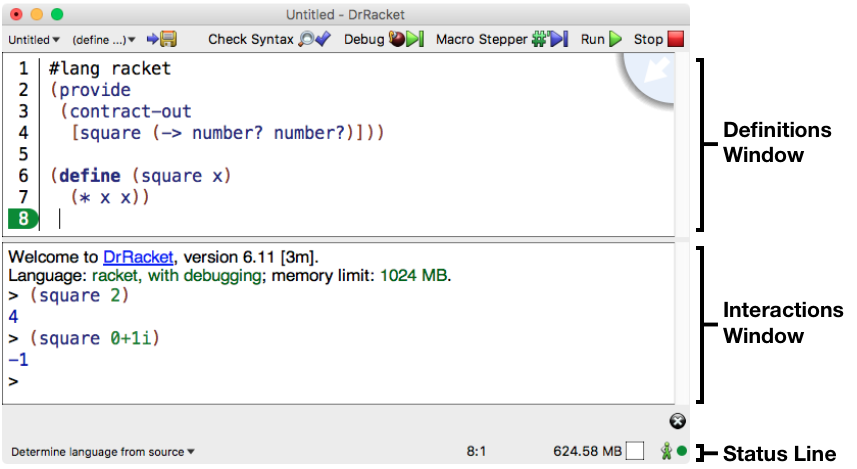 Untitled - DrRacket
Untitled (define ...) Check Syntax Debug Macro Stepper Run Stop
1 #lang racket
2 (provide
3 (contract-out
4 [square (-> number? number?)]))
5
6 (define (square x)
7 (* x x))
8
Definitions
Window
Welcome to DrRacket, version 6.11 [3m].
Language: racket, with debugging; memory limit: 1024 MB.
> (square 2)
4
> (square 0+1i)
-1
>
Interactions
Window
Determine language from source 8:1 624.58 MB
Status Line